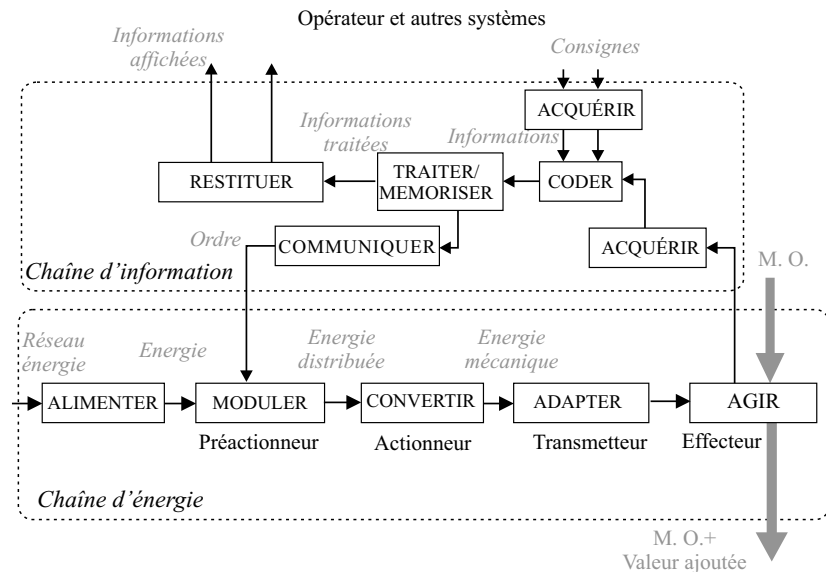 Opérateur et autres systèmes
Informations
affichées
Consignes
ACQUÉRIR
Informations
traitées
Informations
RESTITUER
TRAITER/
MEMORISER
CODER
Ordre
COMMUNIQUER
ACQUÉRIR
Chaîne d'information
M. O.
Réseau
énergie
Energie
Energie
distribuée
Energie
mécanique
ALIMENTER
MODULER
CONVERTIR
ADAPTER
AGIR
Préactionneur
Actionneur
Transmetteur
Effecteur
Chaîne d'énergie
M. O.+
Valeur ajoutée